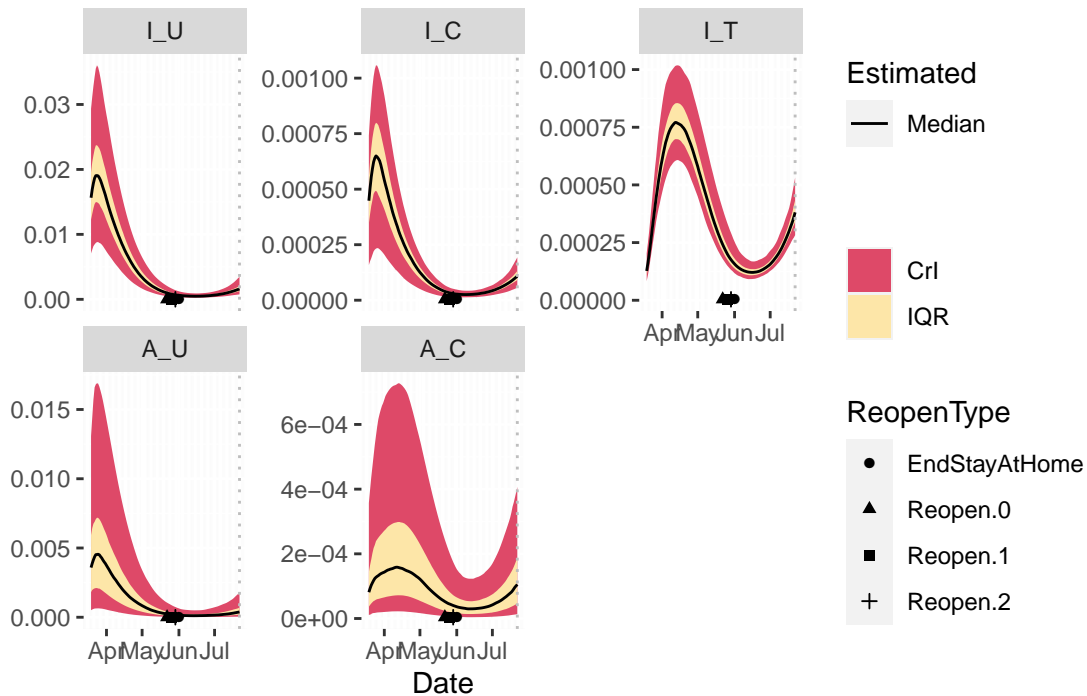 I_U
I_C
I_T
0.03
0.02
0.01
0.00
0.00100
0.00075
0.00050
0.00025
0.00000
0.00100
0.00075
0.00050
0.00025
0.00000
Apr May Jun Jul
A_U
A_C
0.015
0.010
0.005
0.000
6e−04
4e−04
2e−04
0e+00
Apr May Jun Jul
Apr May Jun Jul
Date
Estimated
Median
CrI
IQR
ReopenType
EndStayAtHome
Reopen.0
Reopen.1
Reopen.2